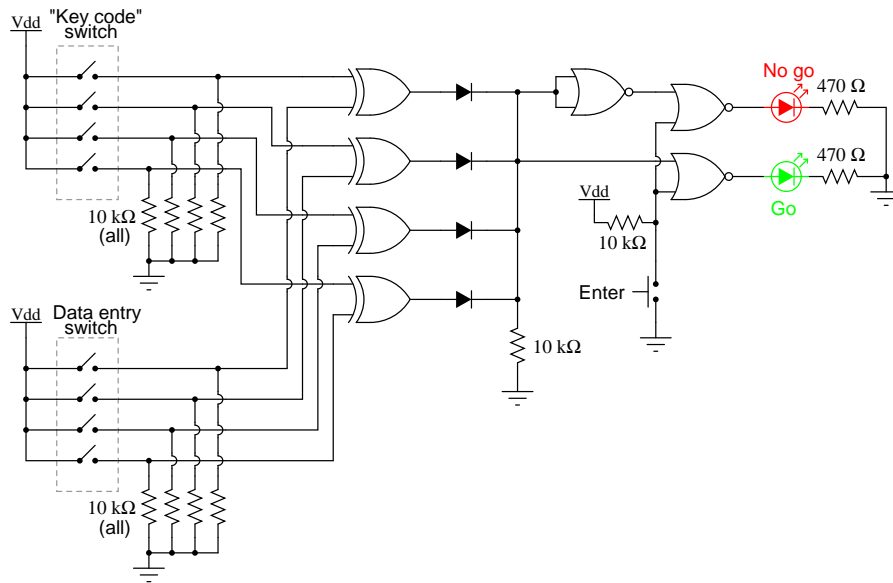 Vdd
"Key code"
switch
10 kΩ
(all)
Vdd
Data entry
switch
10 kΩ
(all)
10 kΩ
Vdd
10 kΩ
Enter
No go
470 Ω
470 Ω
Go